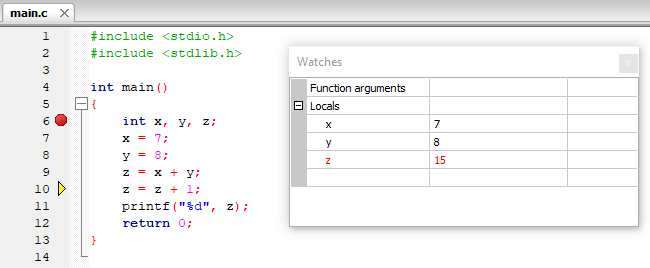 main.c
1 #include <stdio.h>
2 #include <stdlib.h>
3
4 int main()
5 {
6 int x, y, z;
7 x = 7;
8 y = 8;
9 z = x + y;
10 z = z + 1;
11 printf("%d", z);
12 return 0;
13 }
14
Watches
Function arguments
Locals
x 7
y 8
z 15